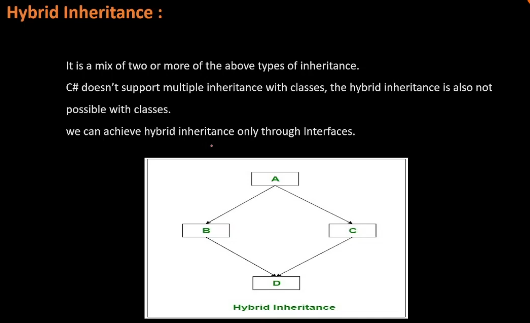 Hybrid Inheritance :
It is a mix of two or more of the above types of inheritance.
C# doesn't support multiple inheritance with classes, the hybrid inheritance is also not
possible with classes.
we can achieve hybrid inheritance only through Interfaces.
A
B
C
D
Hybrid Inheritance